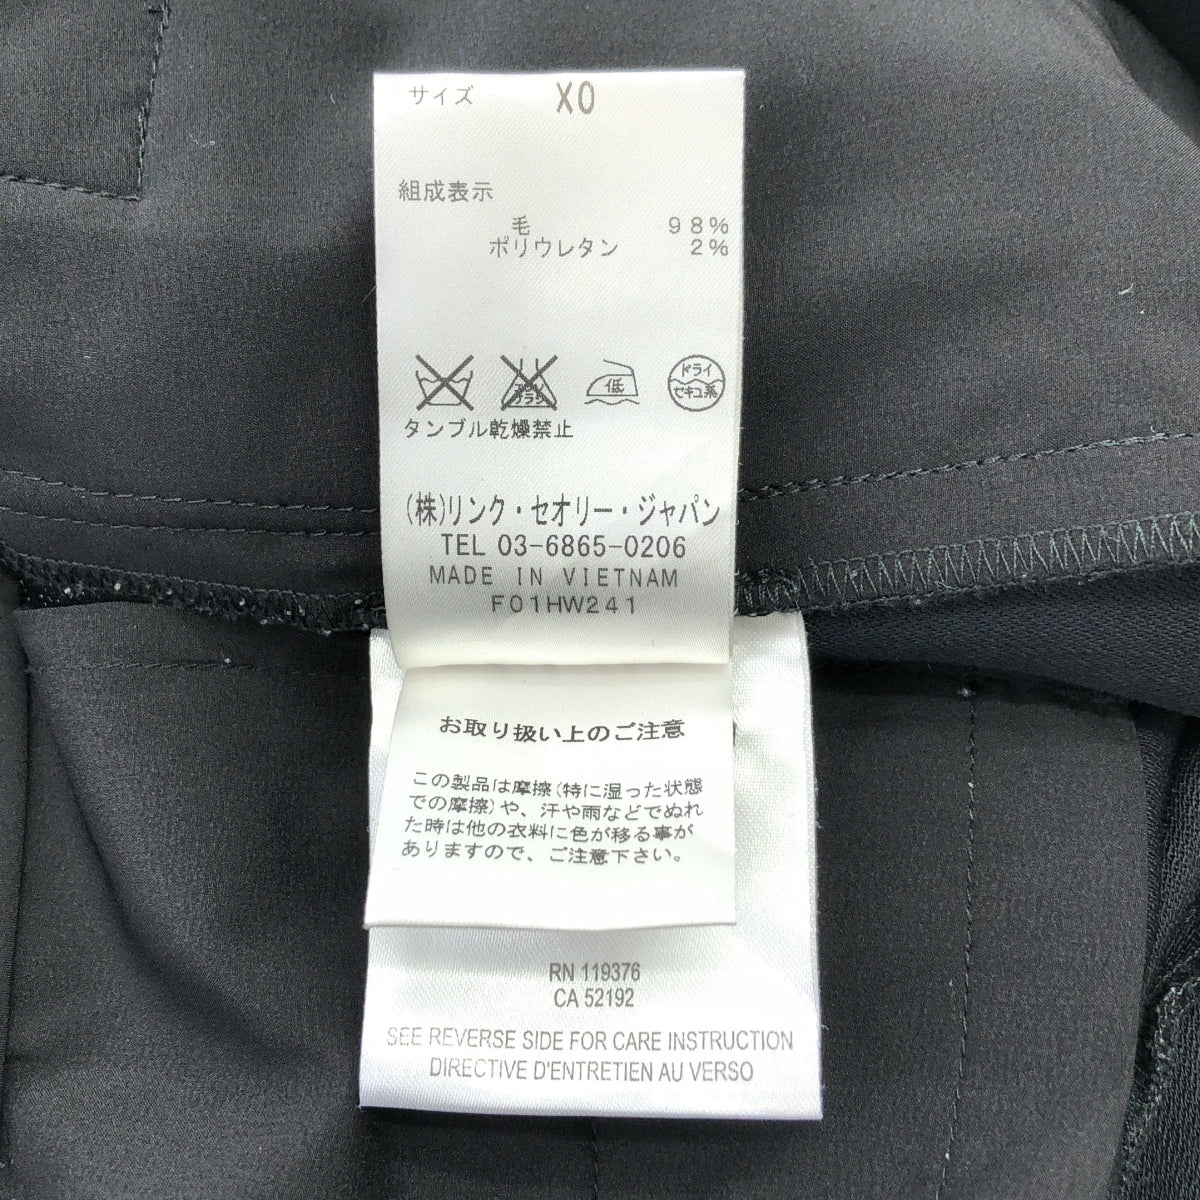 サイズ XO
組成表示
毛 98%
ポリウレタン 2%
エンソ サラシ
低
ドライ
セキユ系
タンブル乾燥禁止
(株)リンク・セオリー・ジャパン
TEL 03-6865-0206
MADE IN VIETNAM
F01HW241
お取り扱い上のご注意
この製品は摩擦(特に湿った状態
での摩擦)や、汗や雨などでぬれ
た時は他の衣料に色が移る事が
ありますので、ご注意下さい。
RN 119376
CA 52192
SEE REVERSE SIDE FOR CARE INSTRUCTION
DIRECTIVE D'ENTRETIEN AU VERSO